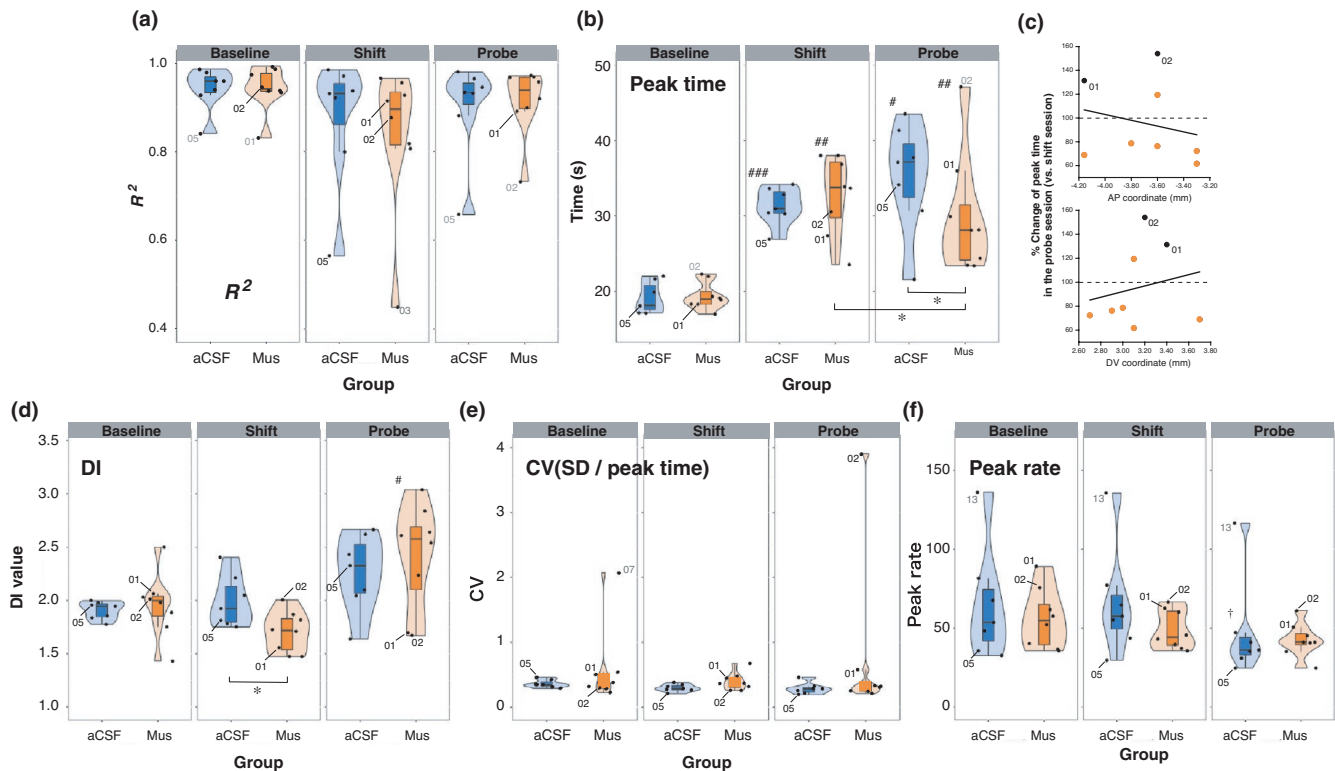 (a)
Baseline Shift Probe
1.0
0.8
0.6
0.4
R²
R²
05 02 01
05 01 02 03
05 01 02
aCSF Mus aCSF Mus aCSF Mus
Group
(b)
Baseline Shift Probe
Peak time
50
40
30
20
Time (s)
05 02 01
### ## 05 02 01
# ## 02 01 05
*
*
aCSF Mus aCSF Mus aCSF Mus
Group
(c)
% Change of peak time
in the probe session (vs. shift session)
160
140
120
100
80
60
01 02
-4.16 -4.00 -3.80 -3.60 -3.40 -3.20
AP coordinate (mm)
160
140
120
100
80
60
02 01
2.60 2.80 3.00 3.20 3.40 3.60 3.80
DV coordinate (mm)
(d)
Baseline Shift Probe
DI
3.5
3.0
2.5
2.0
1.5
1.0
DI value
05 01 02
05 02 01
*
# 05 01 02
aCSF Mus aCSF Mus aCSF Mus
Group
(e)
Baseline Shift Probe
CV(SD / peak time)
4
3
2
1
0
CV
05 01 02 07
05 01 02
05 02 01
aCSF Mus aCSF Mus aCSF Mus
Group
(f)
Baseline Shift Probe
Peak rate
150
100
50
0
Peak rate
13 05 01 02
13 05 01 02
13 † 05 02 01
aCSF Mus aCSF Mus aCSF Mus
Group